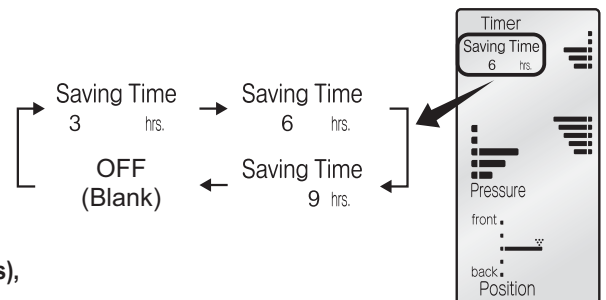 Saving Time
3 hrs.
Saving Time
6 hrs.
Saving Time
9 hrs.
OFF
(Blank)
s),
Timer
Saving Time
6 hrs.
Pressure
front
back
Position